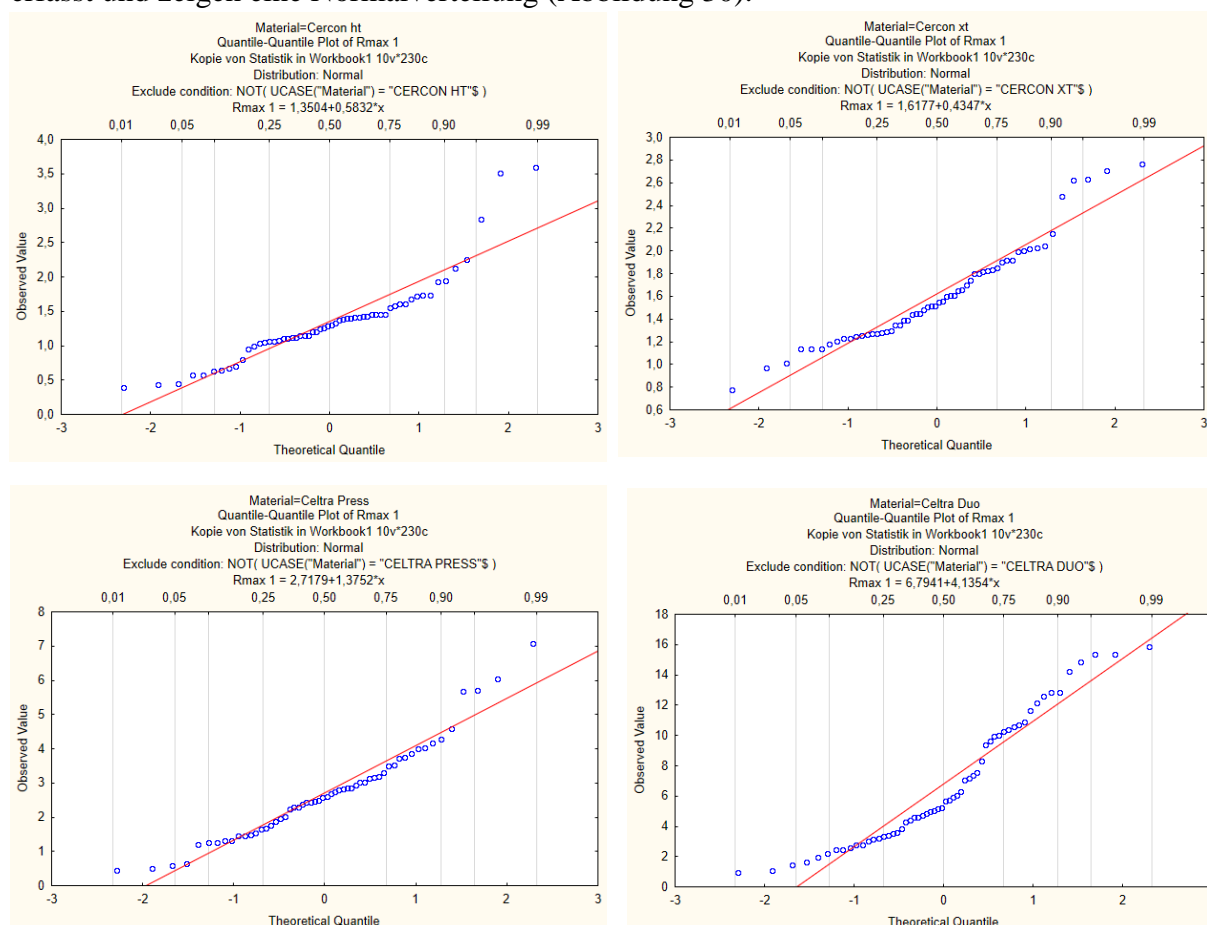 erfasst und zeigen eine Normalverteilung (Abbildung 30).
Material=Cercon ht
Quantile-Quantile Plot of Rmax 1
Kopie von Statistik in Workbook1 10v*230c
Distribution: Normal
Exclude condition: NOT( UCASE("Material") = "CERCON HT"$ )
Rmax 1 = 1,3504+0,5832*x
0,01 0,05 0,25 0,50 0,75 0,90 0,99
4,0
3,5
3,0
2,5
2,0
1,5
1,0
0,5
0,0
Observed Value
-3 -2 -1 0 1 2 3
Theoretical Quantile
Material=Cercon xt
Quantile-Quantile Plot of Rmax 1
Kopie von Statistik in Workbook1 10v*230c
Distribution: Normal
Exclude condition: NOT( UCASE("Material") = "CERCON XT"$ )
Rmax 1 = 1,6177+0,4347*x
0,01 0,05 0,25 0,50 0,75 0,90 0,99
3,0
2,8
2,6
2,4
2,2
2,0
1,8
1,6
1,4
1,2
1,0
0,8
0,6
Observed Value
-3 -2 -1 0 1 2 3
Theoretical Quantile
Material=Celtra Press
Quantile-Quantile Plot of Rmax 1
Kopie von Statistik in Workbook1 10v*230c
Distribution: Normal
Exclude condition: NOT( UCASE("Material") = "CELTRA PRESS"$ )
Rmax 1 = 2,7179+1,3752*x
0,01 0,05 0,25 0,50 0,75 0,90 0,99
8
7
6
5
4
3
2
1
0
Observed Value
-3 -2 -1 0 1 2 3
Theoretical Quantile
Material=Celtra Duo
Quantile-Quantile Plot of Rmax 1
Kopie von Statistik in Workbook1 10v*230c
Distribution: Normal
Exclude condition: NOT( UCASE("Material") = "CELTRA DUO"$ )
Rmax 1 = 6,7941+4,1354*x
0,01 0,05 0,25 0,50 0,75 0,90 0,99
18
16
14
12
10
8
6
4
2
0
Observed Value
-3 -2 -1 0 1 2
Theoretical Quantile